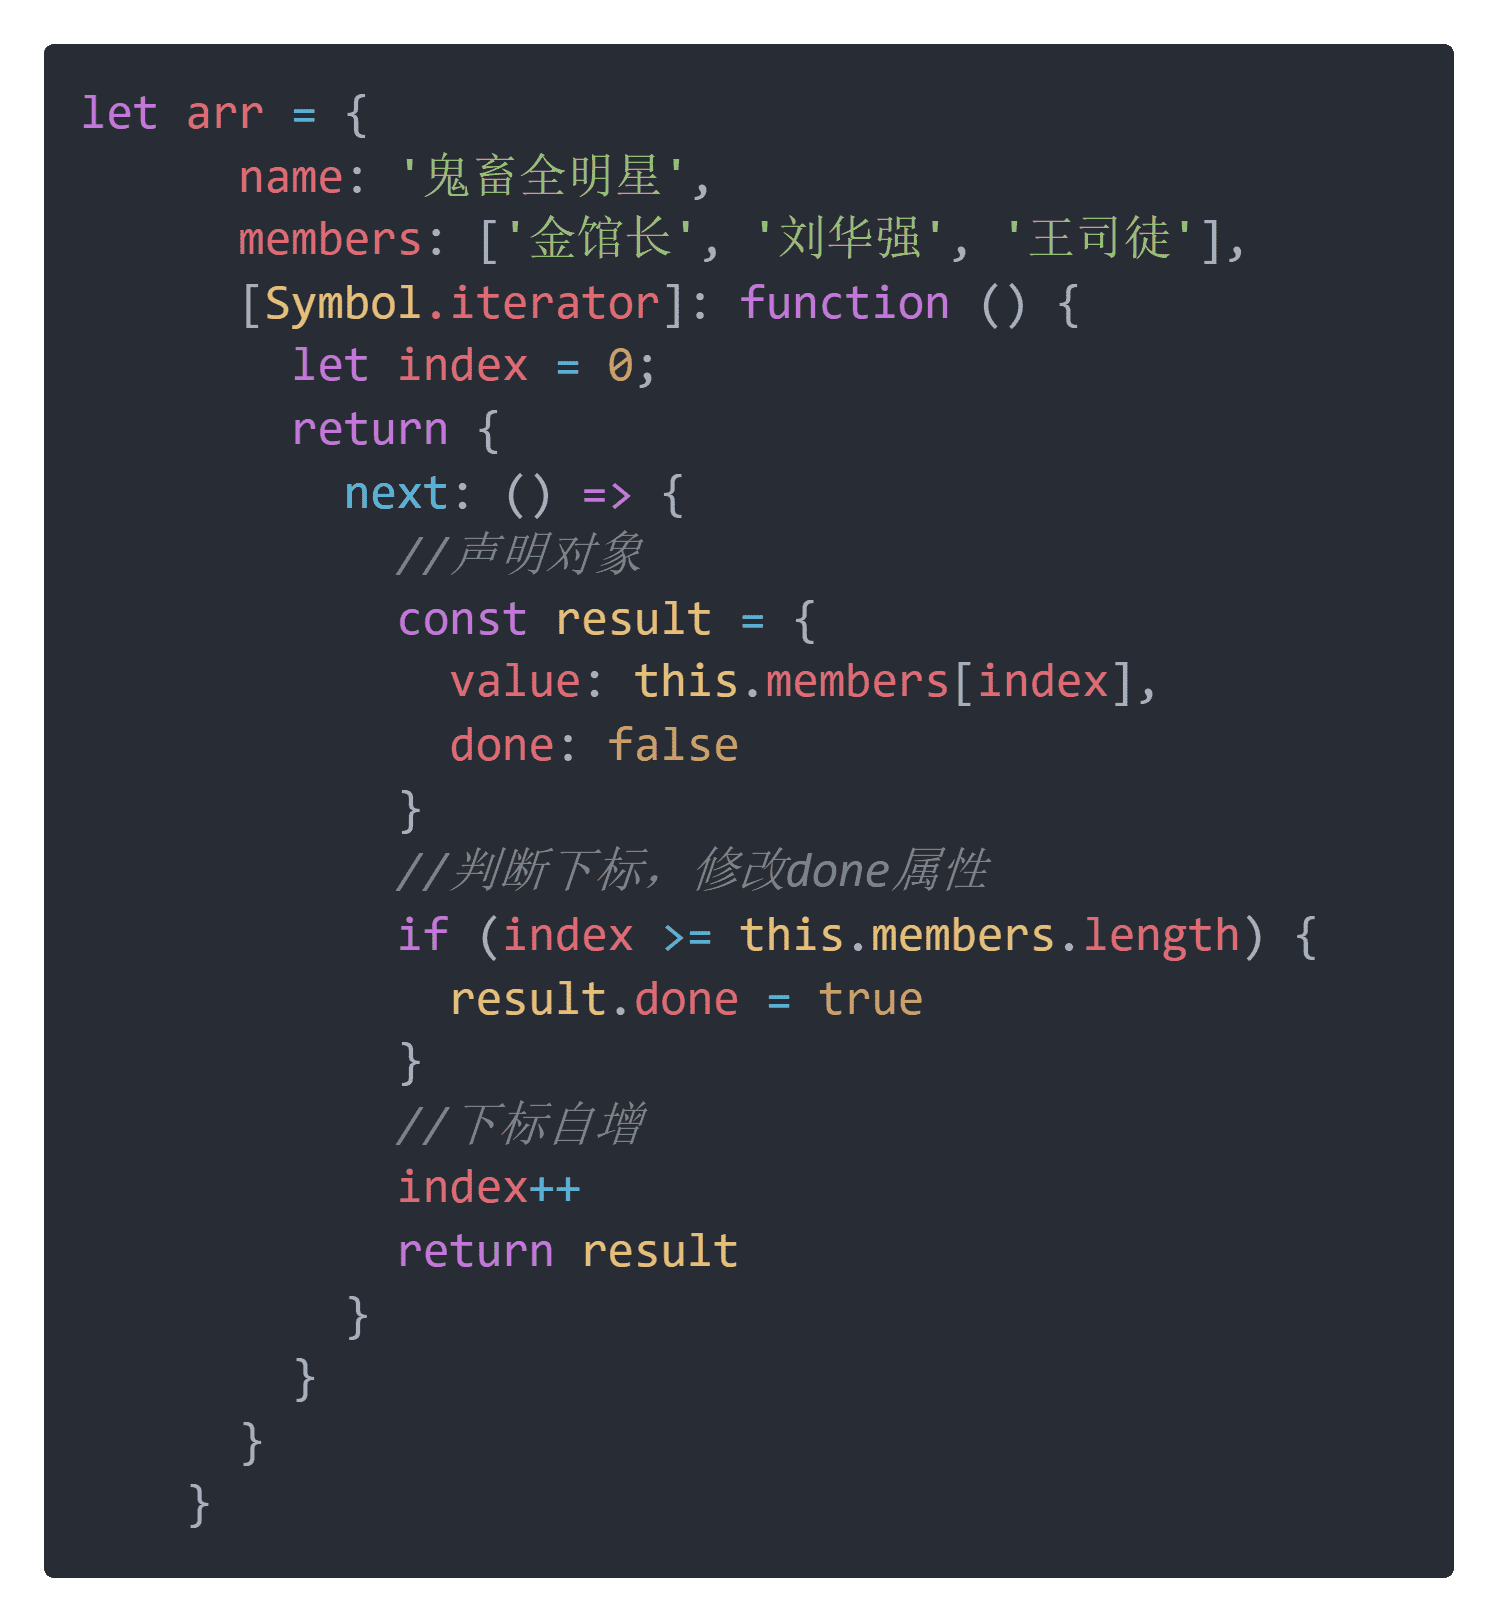 let arr = {
      name: '鬼畜全明星',
      members: ['金馆长', '刘华强', '王司徒'],
      [Symbol.iterator]: function () {
        let index = 0;
        return {
          next: () => {
            //声明对象
            const result = {
              value: this.members[index],
              done: false
            }
            //判断下标，修改done属性
            if (index >= this.members.length) {
              result.done = true
            }
            //下标自增
            index++
            return result
          }
        }
      }
    }